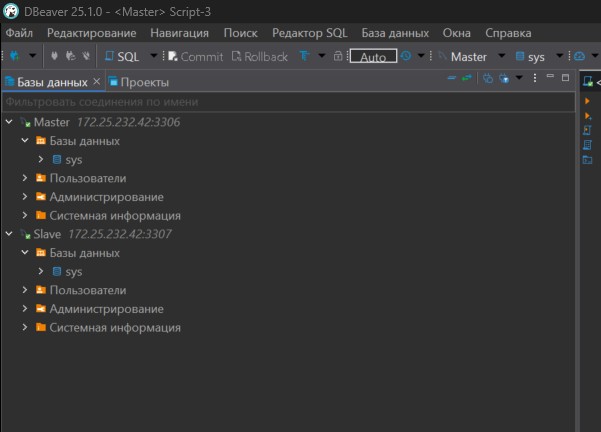 DBeaver 25.1.0 - <Master> Script-3
Файл Редактирование Навигация Поиск Редактор SQL База данных Окна Справка
SQL Commit Rollback Auto Master sys
Базы данных Проекты
Фильтровать соединения по имени
Master 172.25.232.42:3306
Базы данных
sys
Пользователи
Администрирование
Системная информация
Slave 172.25.232.42:3307
Базы данных
sys
Пользователи
Администрирование
Системная информация